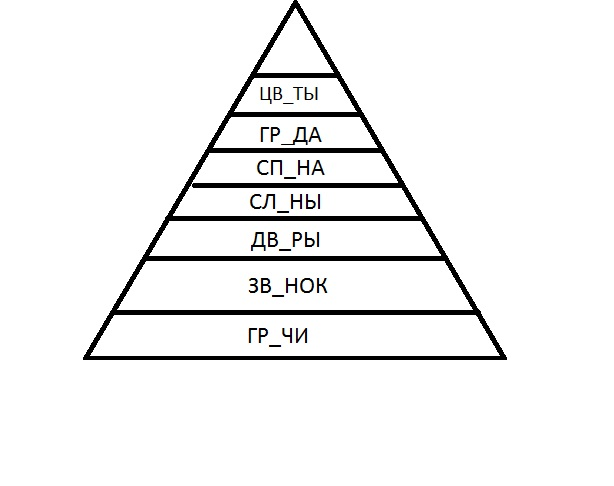 ЦВ_ТЫ
ГР_ДА
СП_НА
СЛ_НЫ
ДВ_РЫ
ЗВ_НОК
ГР_ЧИ